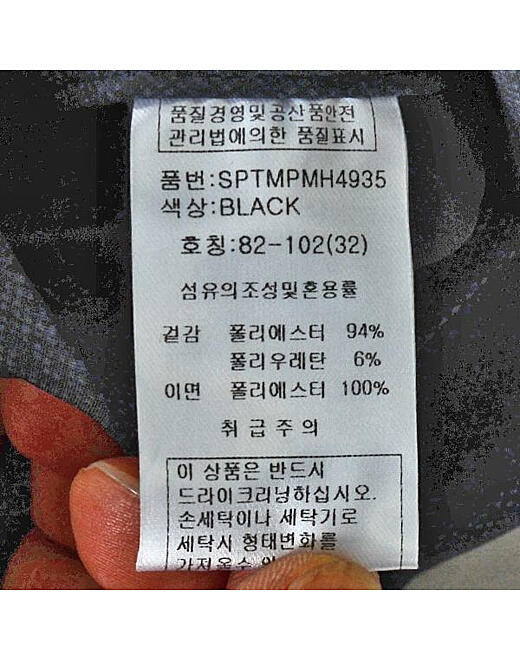 품질경영및공산품안전
관리법에의한 품질표시
품번:SPTMPMH4935
색상:BLACK
호칭:82-102(32)
섬유의조성및혼용률
겉감 폴리에스터 94%
폴리우레탄 6%
이면 폴리에스터 100%
취급주의
이 상품은 반드시
드라이크리닝하십시오.
손세탁이나 세탁기로
세탁시 형태변화를
가져올수